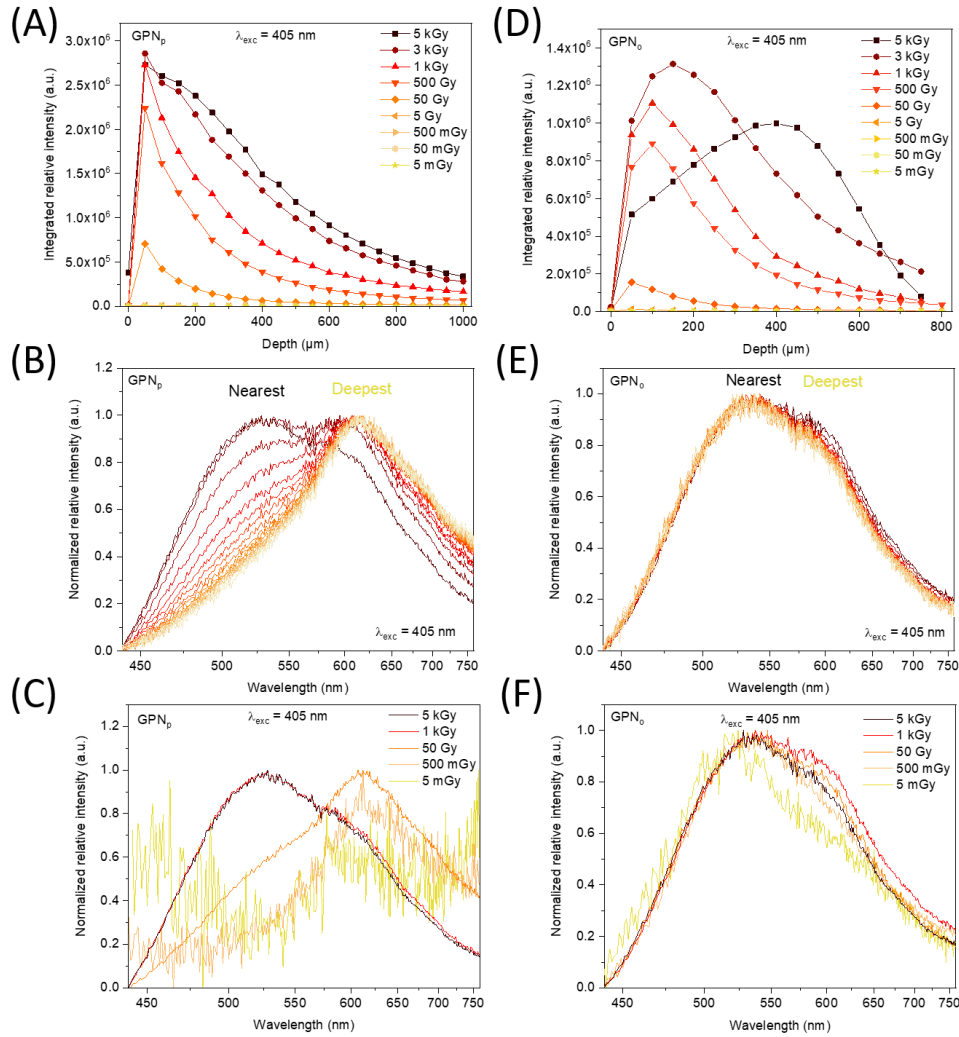 (A)
GPNp
λexc = 405 nm
5 kGy
3 kGy
1 kGy
500 Gy
50 Gy
5 Gy
500 mGy
50 mGy
5 mGy
Integrated relative intensity (a.u.)
3.0x10⁶
2.5x10⁶
2.0x10⁶
1.5x10⁶
1.0x10⁶
5.0x10⁵
0.0
0 200 400 600 800 1000
Depth (µm)
(D)
GPNo
λexc = 405 nm
5 kGy
3 kGy
1 kGy
500 Gy
50 Gy
5 Gy
500 mGy
50 mGy
5 mGy
Integrated relative intensity (a.u.)
1.4x10⁶
1.2x10⁶
1.0x10⁶
8.0x10⁵
6.0x10⁵
4.0x10⁵
2.0x10⁵
0.0
0 200 400 600 800
Depth (µm)
(B)
GPNp
Nearest
Deepest
Normalized relative intensity (a.u.)
1.2
1.0
0.8
0.6
0.4
0.2
λexc = 405 nm
450 500 550 600 650 700 750
Wavelength (nm)
(E)
GPNo
Nearest
Deepest
Normalized relative intensity (a.u.)
1.0
0.8
0.6
0.4
0.2
λexc = 405 nm
450 500 550 600 650 700 750
Wavelength (nm)
(C)
GPNp
λexc = 405 nm
5 kGy
1 kGy
50 Gy
500 mGy
5 mGy
Normalized relative intensity (a.u.)
1.2
1.0
0.8
0.6
0.4
0.2
0.0
450 500 550 600 650 700 750
Wavelength (nm)
(F)
GPNo
λexc = 405 nm
5 kGy
1 kGy
50 Gy
500 mGy
5 mGy
Normalized relative intensity (a.u.)
1.0
0.8
0.6
0.4
0.2
0.0
450 500 550 600 650 700 750
Wavelength (nm)